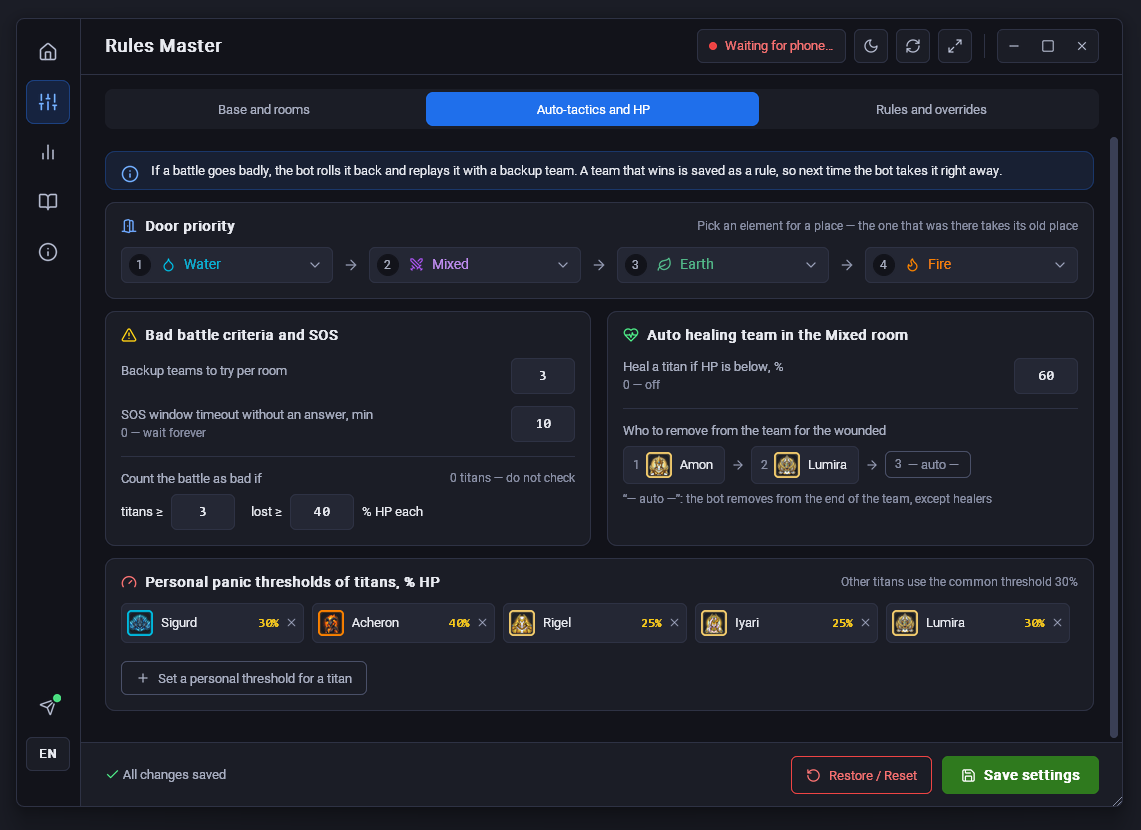 Rules Master
Waiting for phone...
Base and rooms
Auto-tactics and HP
Rules and overrides
If a battle goes badly, the bot rolls it back and replays it with a backup team. A team that wins is saved as a rule, so next time the bot takes it right away.
Door priority
Pick an element for a place — the one that was there takes its old place
1 Water
2 Mixed
3 Earth
4 Fire
Bad battle criteria and SOS
Backup teams to try per room
3
SOS window timeout without an answer, min
0 — wait forever
10
Count the battle as bad if
0 titans — do not check
titans ≥ 3 lost ≥ 40 % HP each
Auto healing team in the Mixed room
Heal a titan if HP is below, %
0 — off
60
Who to remove from the team for the wounded
1 Amon
2 Lumira
3 — auto —
"— auto —": the bot removes from the end of the team, except healers
Personal panic thresholds of titans, % HP
Other titans use the common threshold 30%
Sigurd 30%
Acheron 40%
Rigel 25%
Iyari 25%
Lumira 30%
Set a personal threshold for a titan
EN
All changes saved
Restore / Reset
Save settings